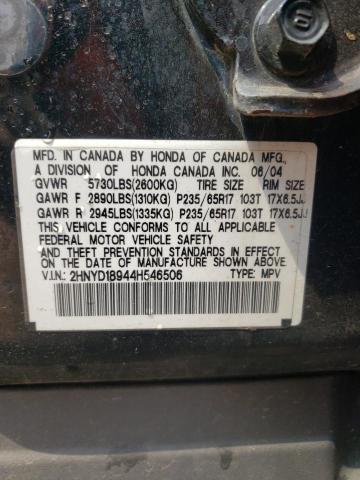 MFD. IN CANADA BY HONDA OF CANADA MFG.,
A DIVISION OF HONDA CANADA INC. 06/04
GVWR 5730LBS(2600KG) TIRE SIZE RIM SIZE
GAWR F 2890LBS(1310KG) P235/65R17 103T 17X6.5JJ
GAWR R 2945LBS(1335KG) P235/65R17 103T 17X6.5JJ
THIS VEHICLE CONFORMS TO ALL APPLICABLE
FEDERAL MOTOR VEHICLE SAFETY
AND THEFT PREVENTION STANDARDS IN EFFECT
ON THE DATE OF MANUFACTURE SHOWN ABOVE.
V.I.N.: 2HNYD18944H546506 TYPE: MPV